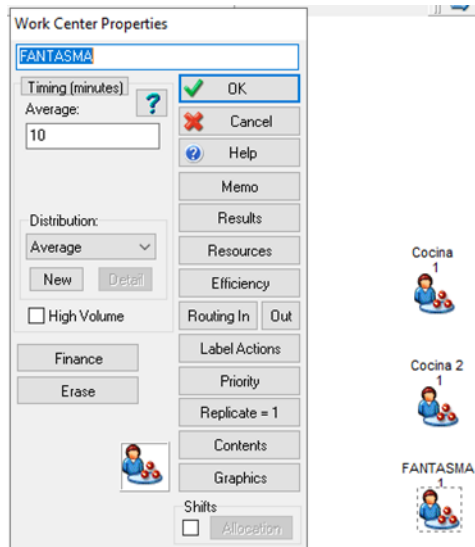 Work Center Properties
FANTASMA
Timing (minutes)
?
Average:
10
Distribution:
Average
New
Detail
High Volume
Finance
Erase
OK
Cancel
? Help
Memo
Results
Resources
Efficiency
Routing In
Out
Label Actions
Priority
Replicate = 1
Contents
Graphics
Shifts
Allocation
Cocina
1
Cocina 2
1
FANTASMA
1